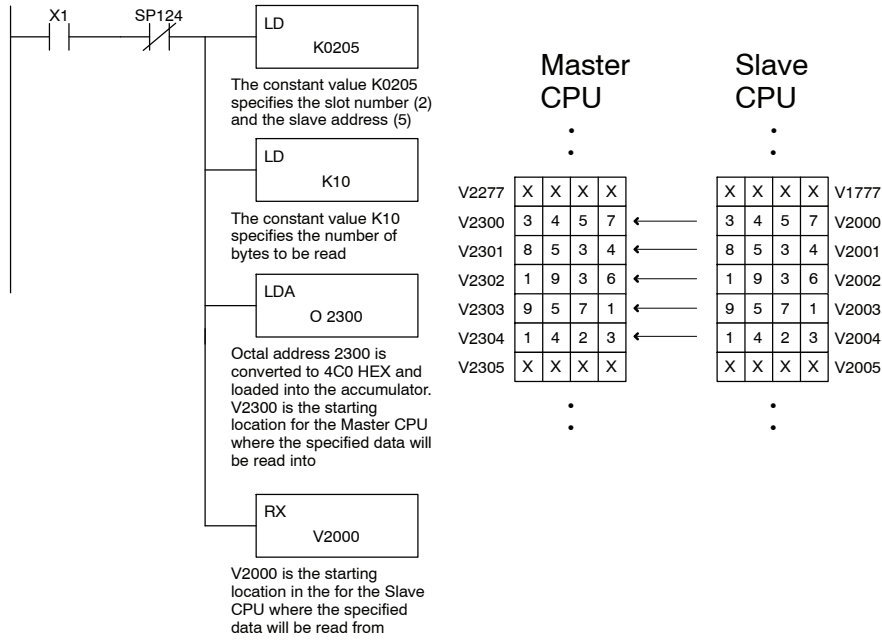 X1
SP124
LD
K0205
The constant value K0205
specifies the slot number (2)
and the slave address (5)
LD
K10
The constant value K10
specifies the number of
bytes to be read
LDA
O 2300
Octal address 2300 is
converted to 4C0 HEX and
loaded into the accumulator.
V2300 is the starting
location for the Master CPU
where the specified data will
be read into
RX
V2000
V2000 is the starting
location in the for the Slave
CPU where the specified
data will be read from
Master
CPU
Slave
CPU
V2277 X X X X X X X X V1777
V2300 3 4 5 7 3 4 5 7 V2000
V2301 8 5 3 4 8 5 3 4 V2001
V2302 1 9 3 6 1 9 3 6 V2002
V2303 9 5 7 1 9 5 7 1 V2003
V2304 1 4 2 3 1 4 2 3 V2004
V2305 X X X X X X X X V2005